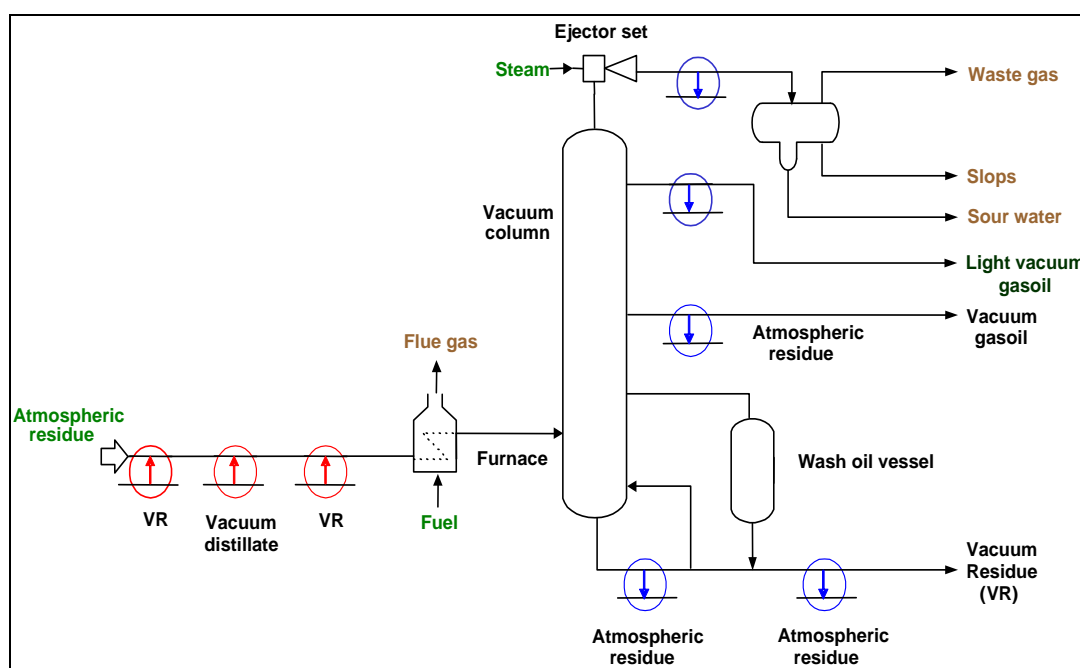 Ejector set
Steam
Waste gas
Slops
Sour water
Vacuum
column
Light vacuum
gasoil
Vacuum
gasoil
Atmospheric
residue
Flue gas
Atmospheric
residue
Furnace
Wash oil vessel
VR
Vacuum
distillate
VR
Fuel
Vacuum
Residue
(VR)
Atmospheric
residue
Atmospheric
residue